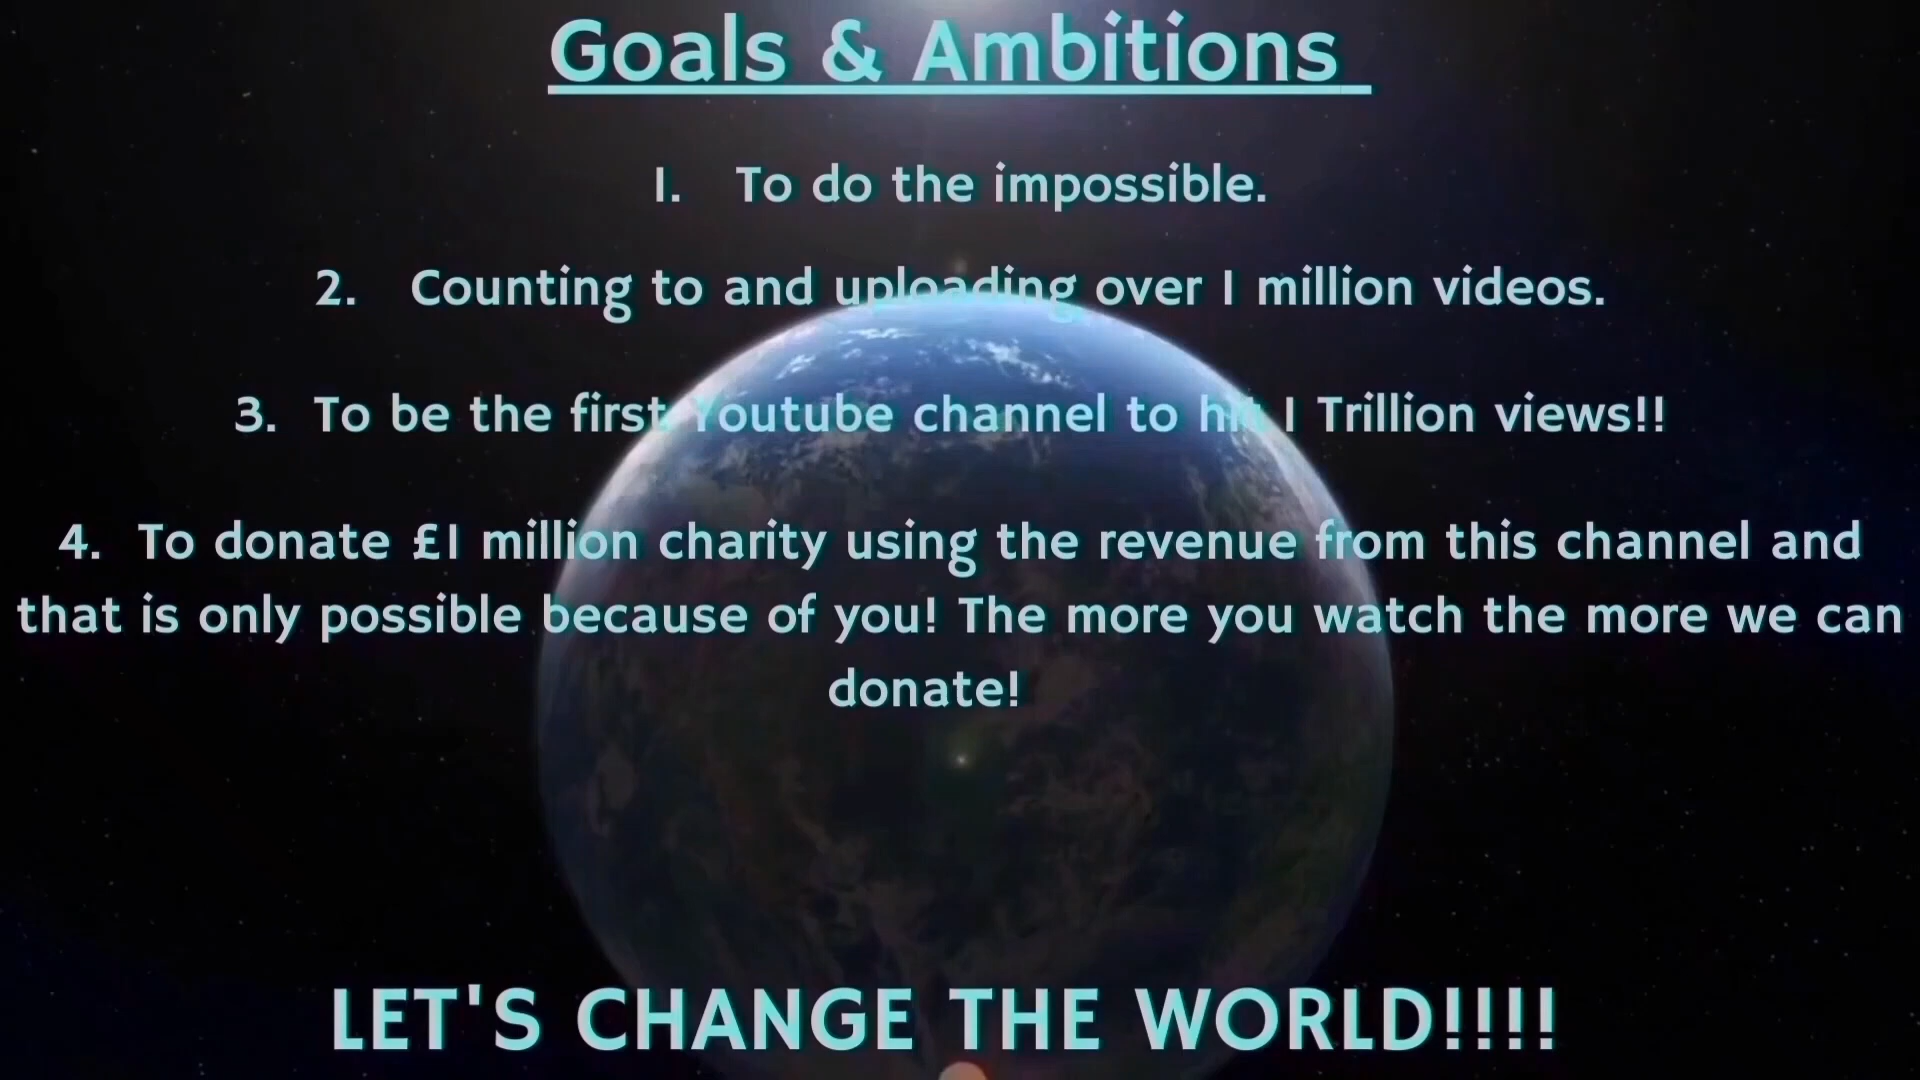 Goals & Ambitions
1. To do the impossible.
2. Counting to and uploading over 1 million videos.
3. To be the first Youtube channel to hit 1 Trillion views!!
4. To donate £1 million charity using the revenue from this channel and
that is only possible because of you! The more you watch the more we can
donate!
LET'S CHANGE THE WORLD!!!!